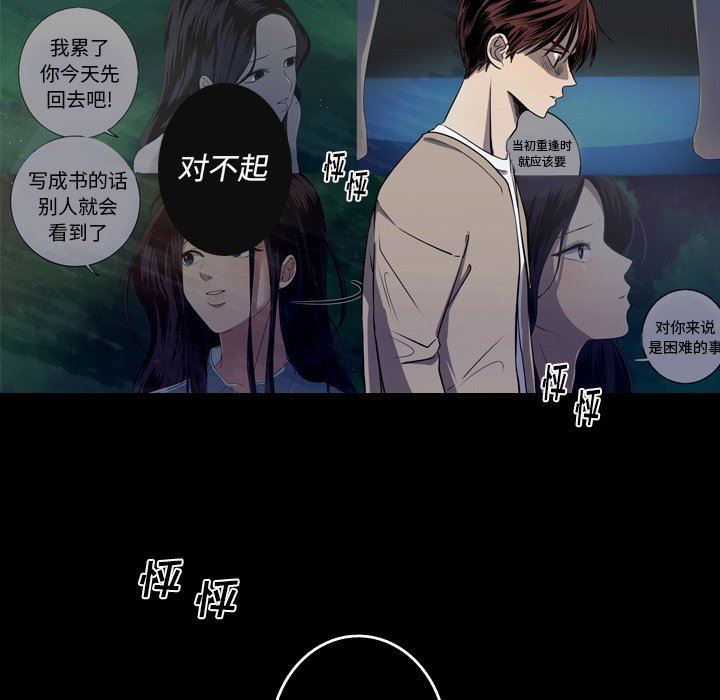 我累了
你今天先
回去吧!
对不起
怦
怦
当初重逢时
就应该要
写成书的话
别人就会
看到了
对你来说
是困难的事
怦
怦
怦
怦